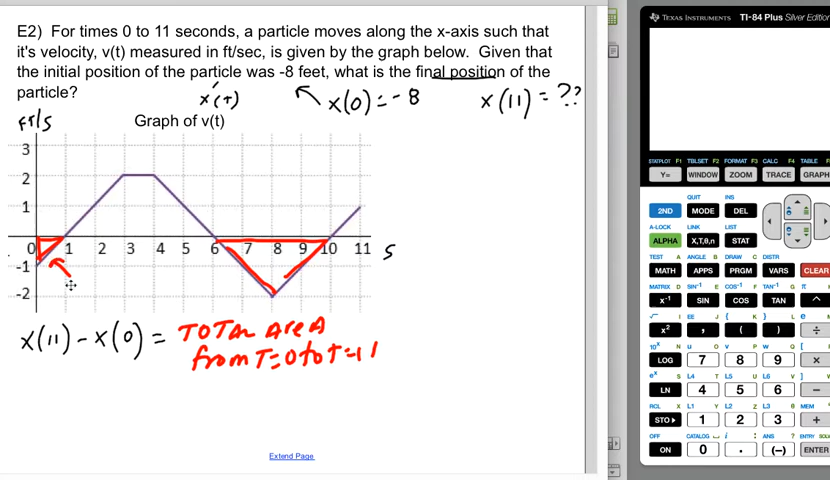 E2) For times 0 to 11 seconds, a particle moves along the x-axis such that
it's velocity, v(t) measured in ft/sec, is given by the graph below. Given that
the initial position of the particle was -8 feet, what is the final position of the
particle?
x'(t)
x(0)=-8
x(11)=??
ft/s
Graph of v(t)
3
2
1
0 1 2 3 4 5 6 7 8 9 10 11 s
-1
-2
x(11)-x(0)= TOTAL AREA
from T=0 to t=11
Extend Page
TEXAS INSTRUMENTS TI-84 Plus Silver Edition
STATPLOT F1 TBLSET F2 FORMAT F3 CALC F4 TABLE F
Y= WINDOW ZOOM TRACE GRAPH
QUIT INS
2ND MODE DEL
A-LOCK LINK LIST
ALPHA X,T,θ,n STAT
TEST A ANGLE B DRAW C DISTR
MATH APPS PRGM VARS CLEAR
MATRIX D SIN⁻¹ E COS⁻¹ F TAN⁻¹ G π H
x⁻¹ SIN COS TAN ^
√ I EE J { K } L e M
x² , ( ) ÷
10ˣ N u O v P w Q [
LOG 7 8 9 ×
eˣ S L4 T L5 U L6 V ]
LN 4 5 6 −
RCL X L1 Y L2 Z L3 θ MEM "
STO▸ 1 2 3 +
OFF CATALOG i : ANS ? ENTRY SOLVE
ON 0 . (−) ENTER